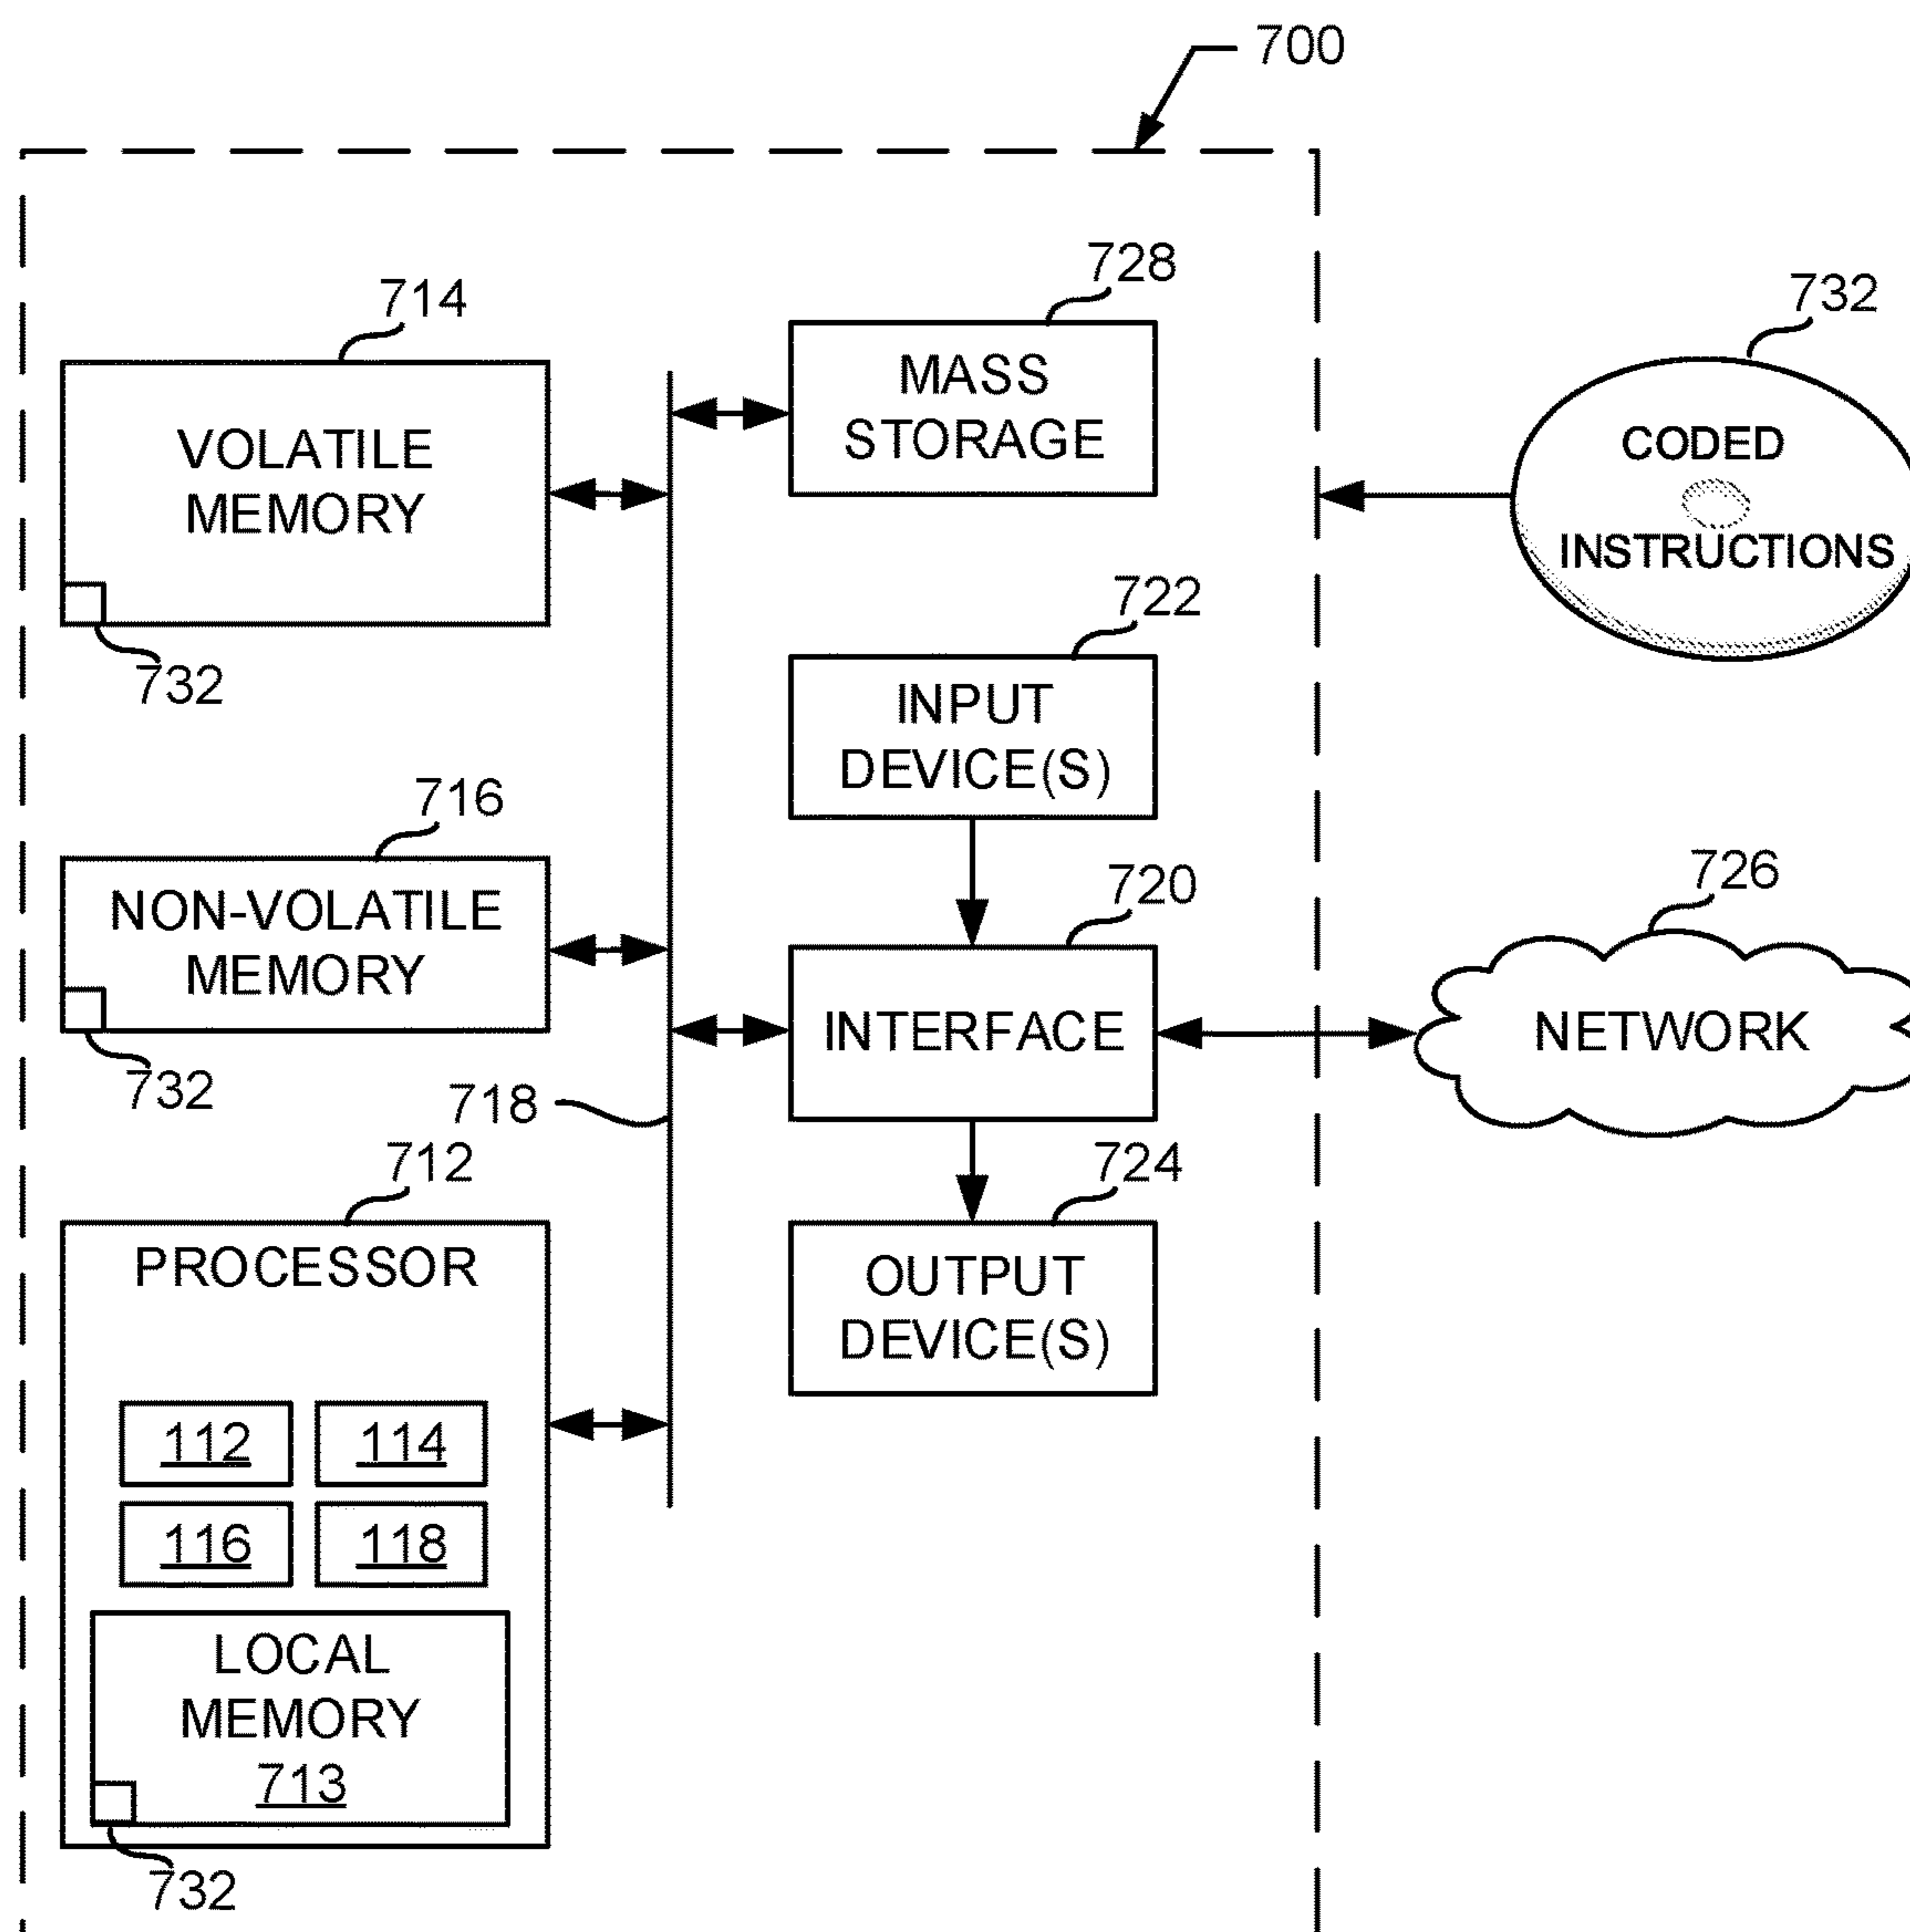 700
728
714
732
MASS
STORAGE
VOLATILE
MEMORY
CODED
INSTRUCTIONS
732
722
INPUT
DEVICE(S)
716
720
726
NON-VOLATILE
MEMORY
INTERFACE
NETWORK
732
718
712
724
PROCESSOR
OUTPUT
DEVICE(S)
112
114
116
118
LOCAL
MEMORY
713
732